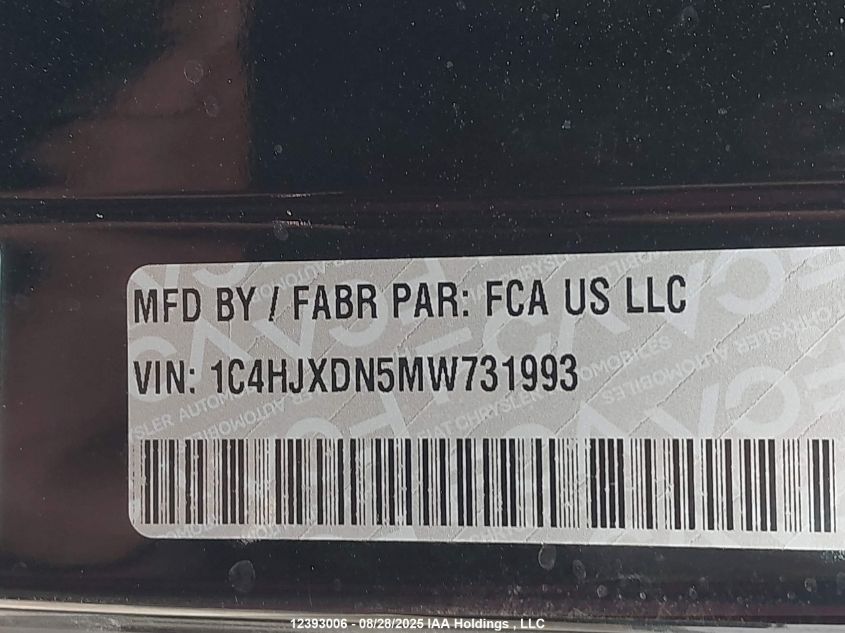 MFD BY / FABR PAR: FCA US LLC
VIN: 1C4HJXDN5MW731993
12393006 - 08/28/2025 IAA Holdings , LLC